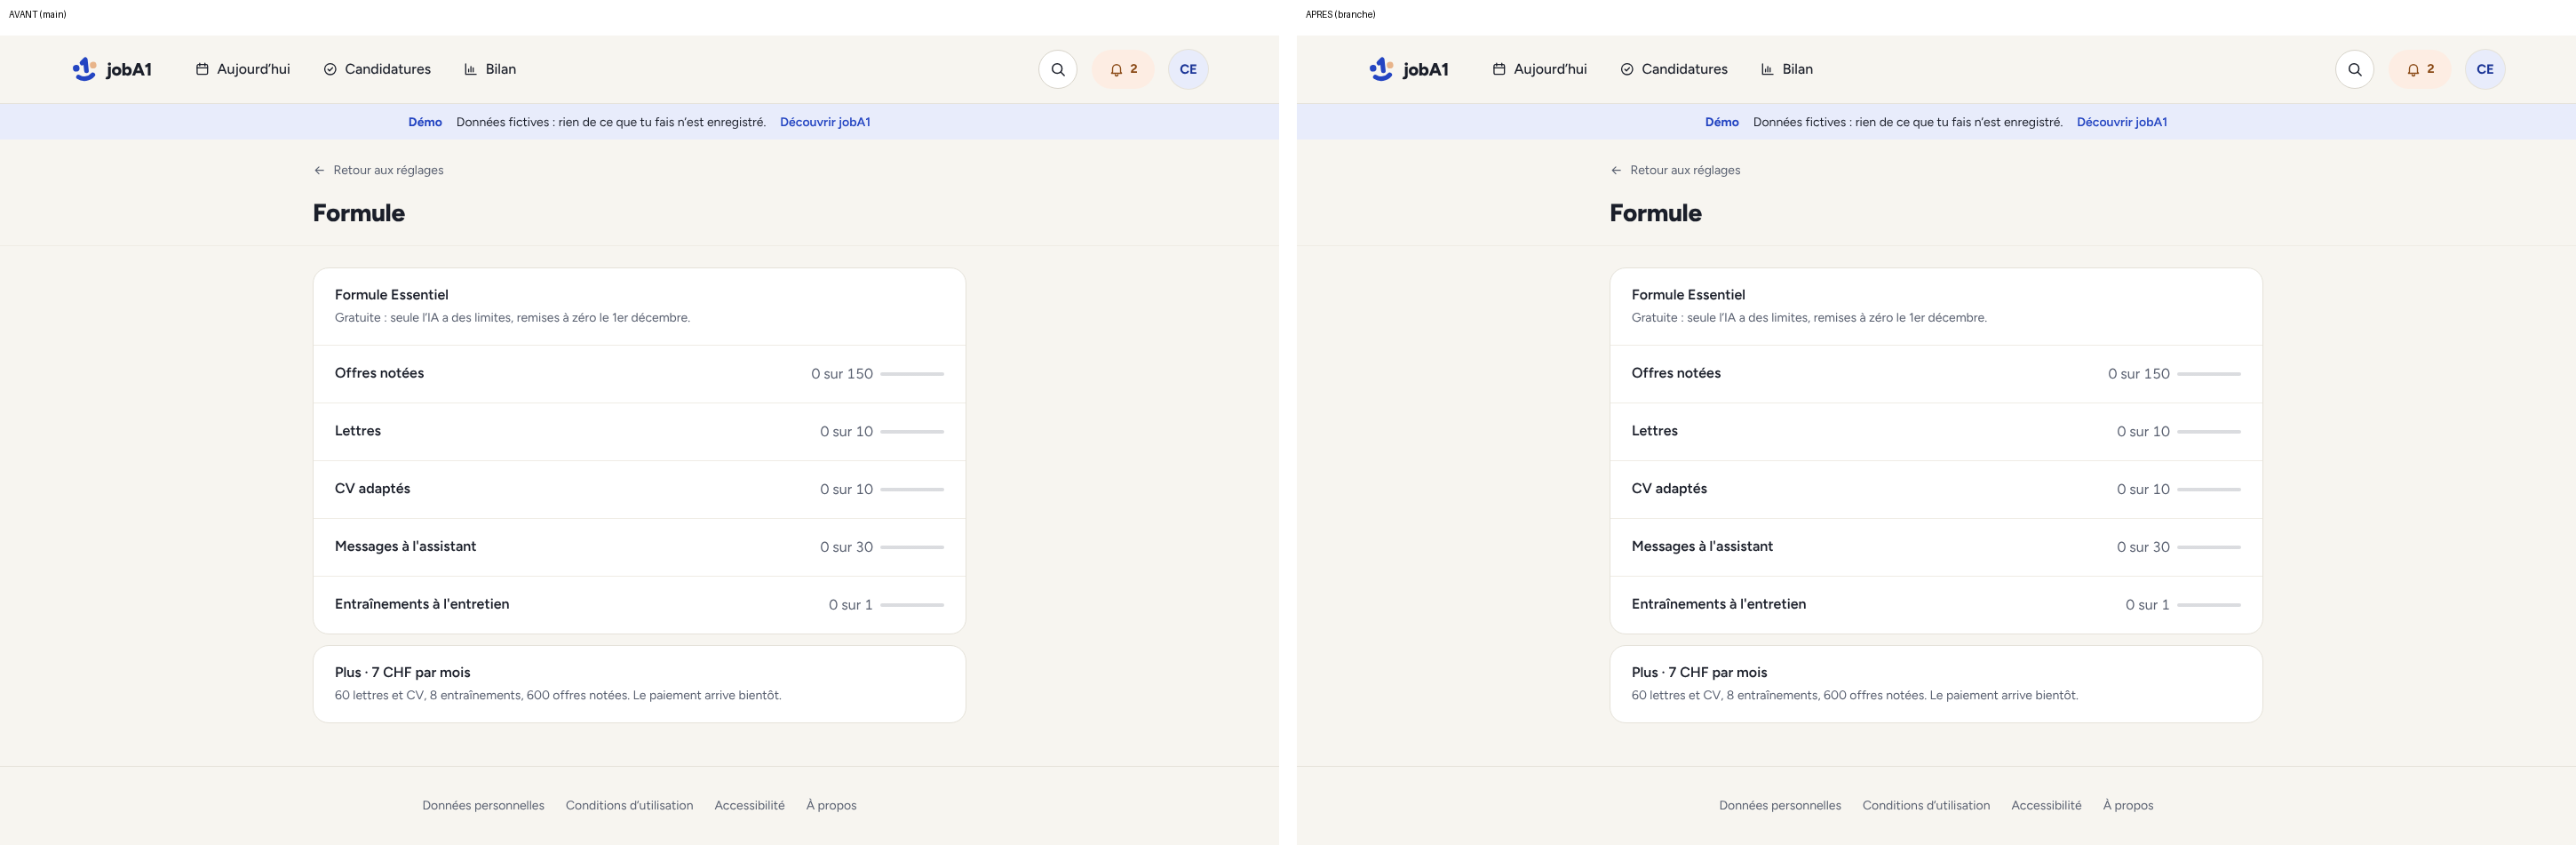 AVANT (main)
jobA1 Aujourd’hui Candidatures Bilan 2 CE
Démo Données fictives : rien de ce que tu fais n’est enregistré. Découvrir jobA1
← Retour aux réglages
Formule
Formule Essentiel
Gratuite : seule l’IA a des limites, remises à zéro le 1er décembre.
Offres notées 0 sur 150
Lettres 0 sur 10
CV adaptés 0 sur 10
Messages à l'assistant 0 sur 30
Entraînements à l'entretien 0 sur 1
Plus · 7 CHF par mois
60 lettres et CV, 8 entraînements, 600 offres notées. Le paiement arrive bientôt.
Données personnelles Conditions d’utilisation Accessibilité À propos
APRES (branche)
jobA1 Aujourd’hui Candidatures Bilan 2 CE
Démo Données fictives : rien de ce que tu fais n’est enregistré. Découvrir jobA1
← Retour aux réglages
Formule
Formule Essentiel
Gratuite : seule l’IA a des limites, remises à zéro le 1er décembre.
Offres notées 0 sur 150
Lettres 0 sur 10
CV adaptés 0 sur 10
Messages à l'assistant 0 sur 30
Entraînements à l'entretien 0 sur 1
Plus · 7 CHF par mois
60 lettres et CV, 8 entraînements, 600 offres notées. Le paiement arrive bientôt.
Données personnelles Conditions d’utilisation Accessibilité À propos